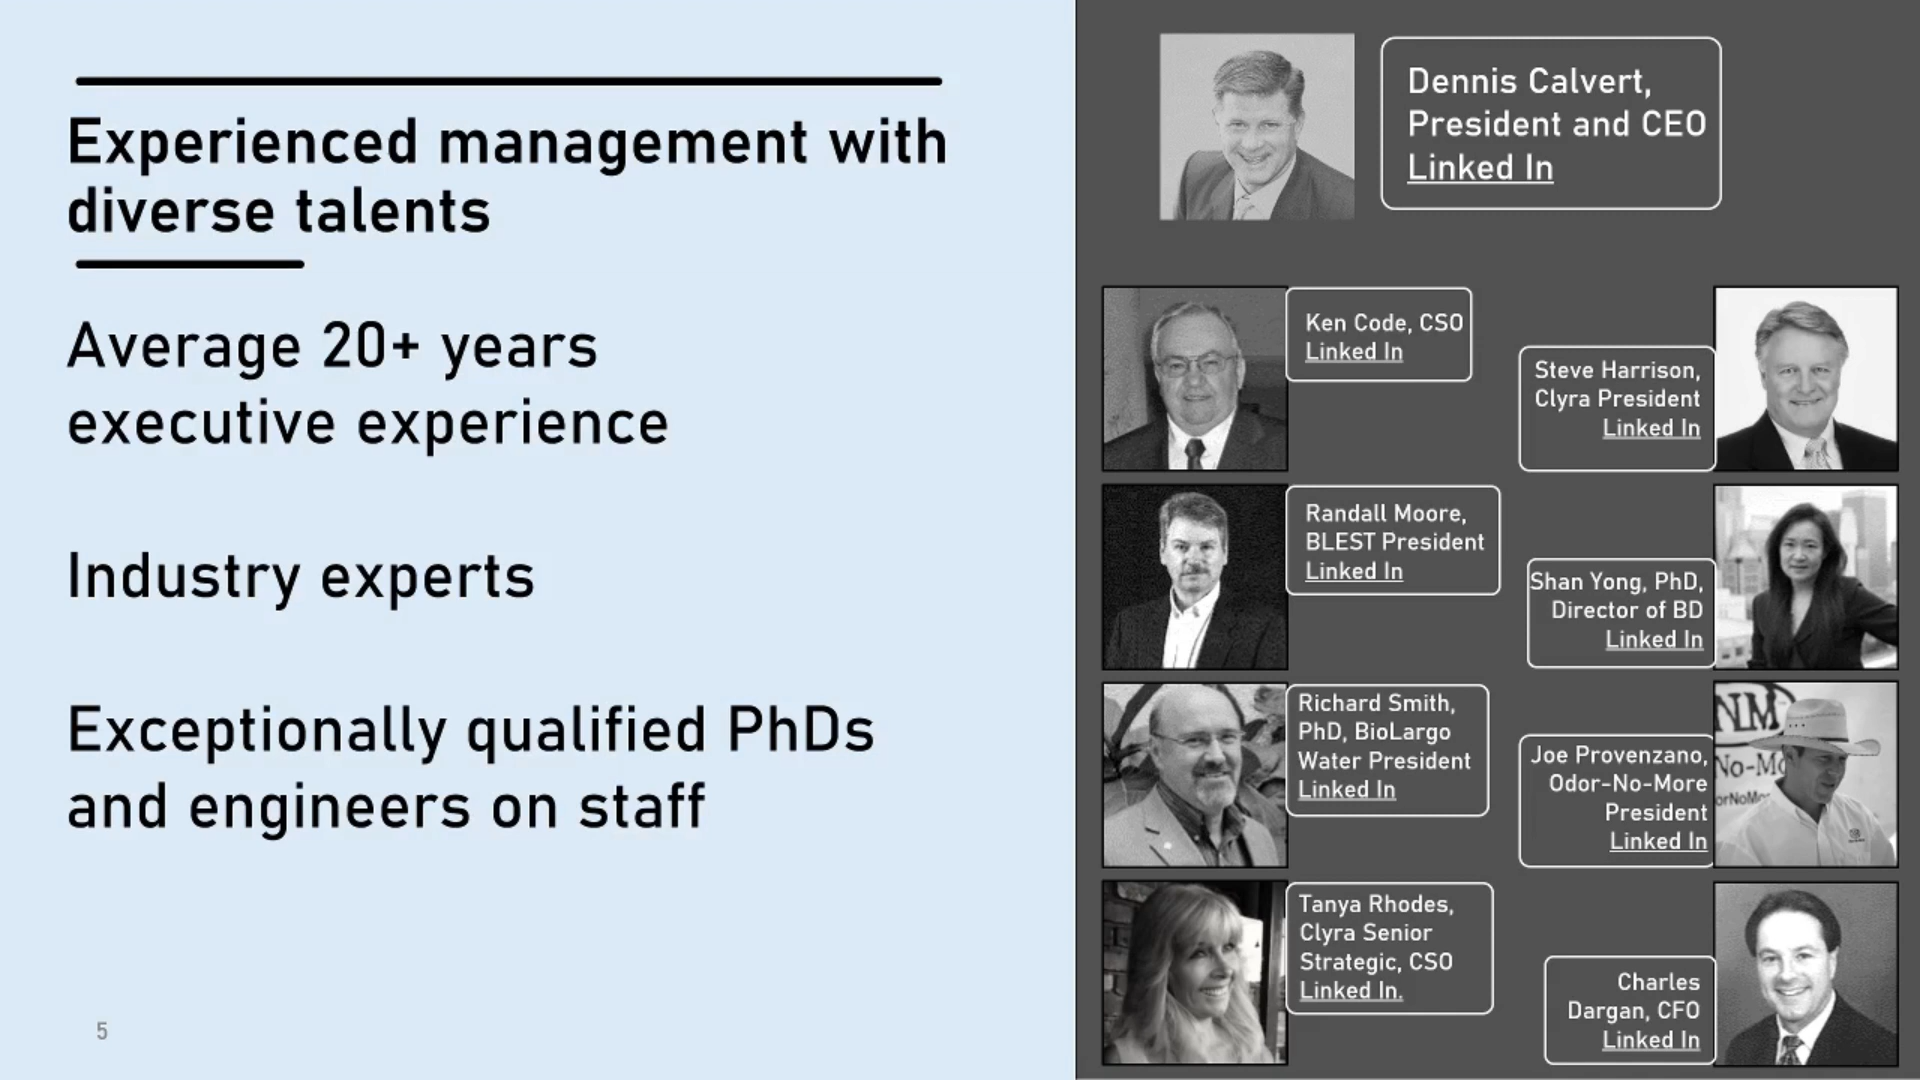 Experienced management with
diverse talents
Average 20+ years
executive experience
Industry experts
Exceptionally qualified PhDs
and engineers on staff
5
Dennis Calvert,
President and CEO
Linked In
Ken Code, CSO
Linked In
Steve Harrison,
Clyra President
Linked In
Randall Moore,
BLEST President
Linked In
Shan Yong, PhD,
Director of BD
Linked In
Richard Smith,
PhD, BioLargo
Water President
Linked In
Joe Provenzano,
Odor-No-More
President
Linked In
Tanya Rhodes,
Clyra Senior
Strategic, CSO
Linked In.
Charles
Dargan, CFO
Linked In